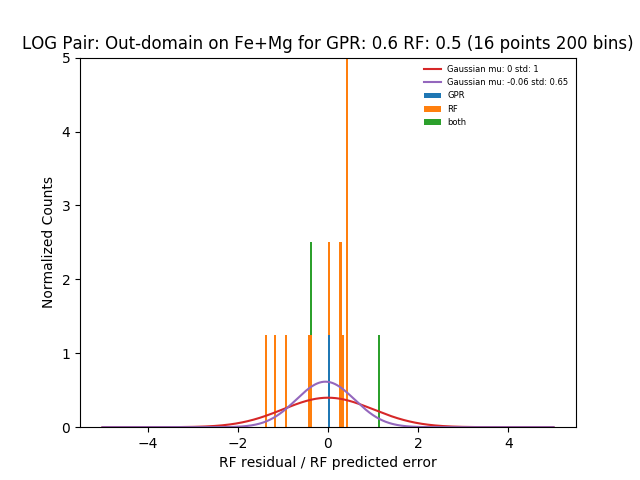 LOG Pair: Out-domain on Fe+Mg for GPR: 0.6 RF: 0.5 (16 points 200 bins)
Gaussian mu: 0 std: 1
Gaussian mu: -0.06 std: 0.65
GPR
RF
both
Normalized Counts
5
4
3
2
1
0
−4
−2
0
2
4
RF residual / RF predicted error